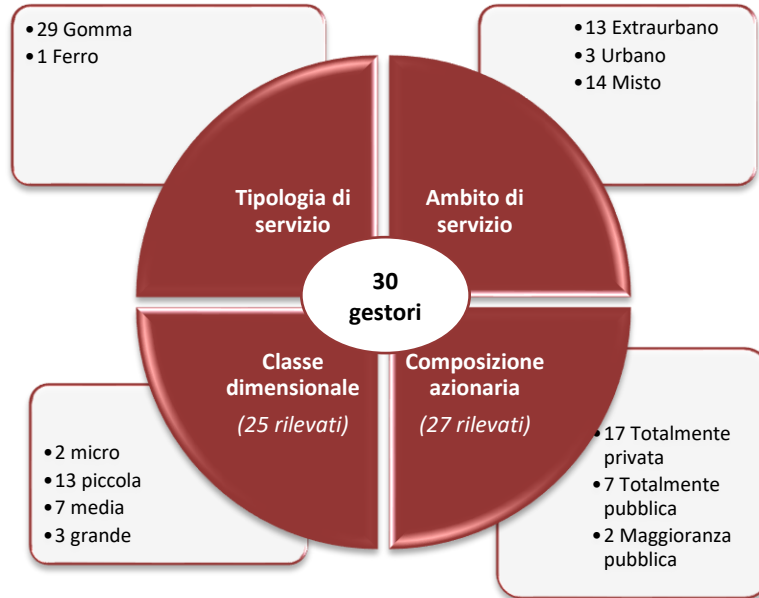 •29 Gomma
•1 Ferro
•13 Extraurbano
•3 Urbano
•14 Misto
Tipologia di
servizio
Ambito di
servizio
30
gestori
Classe
dimensionale
(25 rilevati)
Composizione
azionaria
(27 rilevati)
•2 micro
•13 piccola
•7 media
•3 grande
•17 Totalmente
privata
•7 Totalmente
pubblica
•2 Maggioranza
pubblica